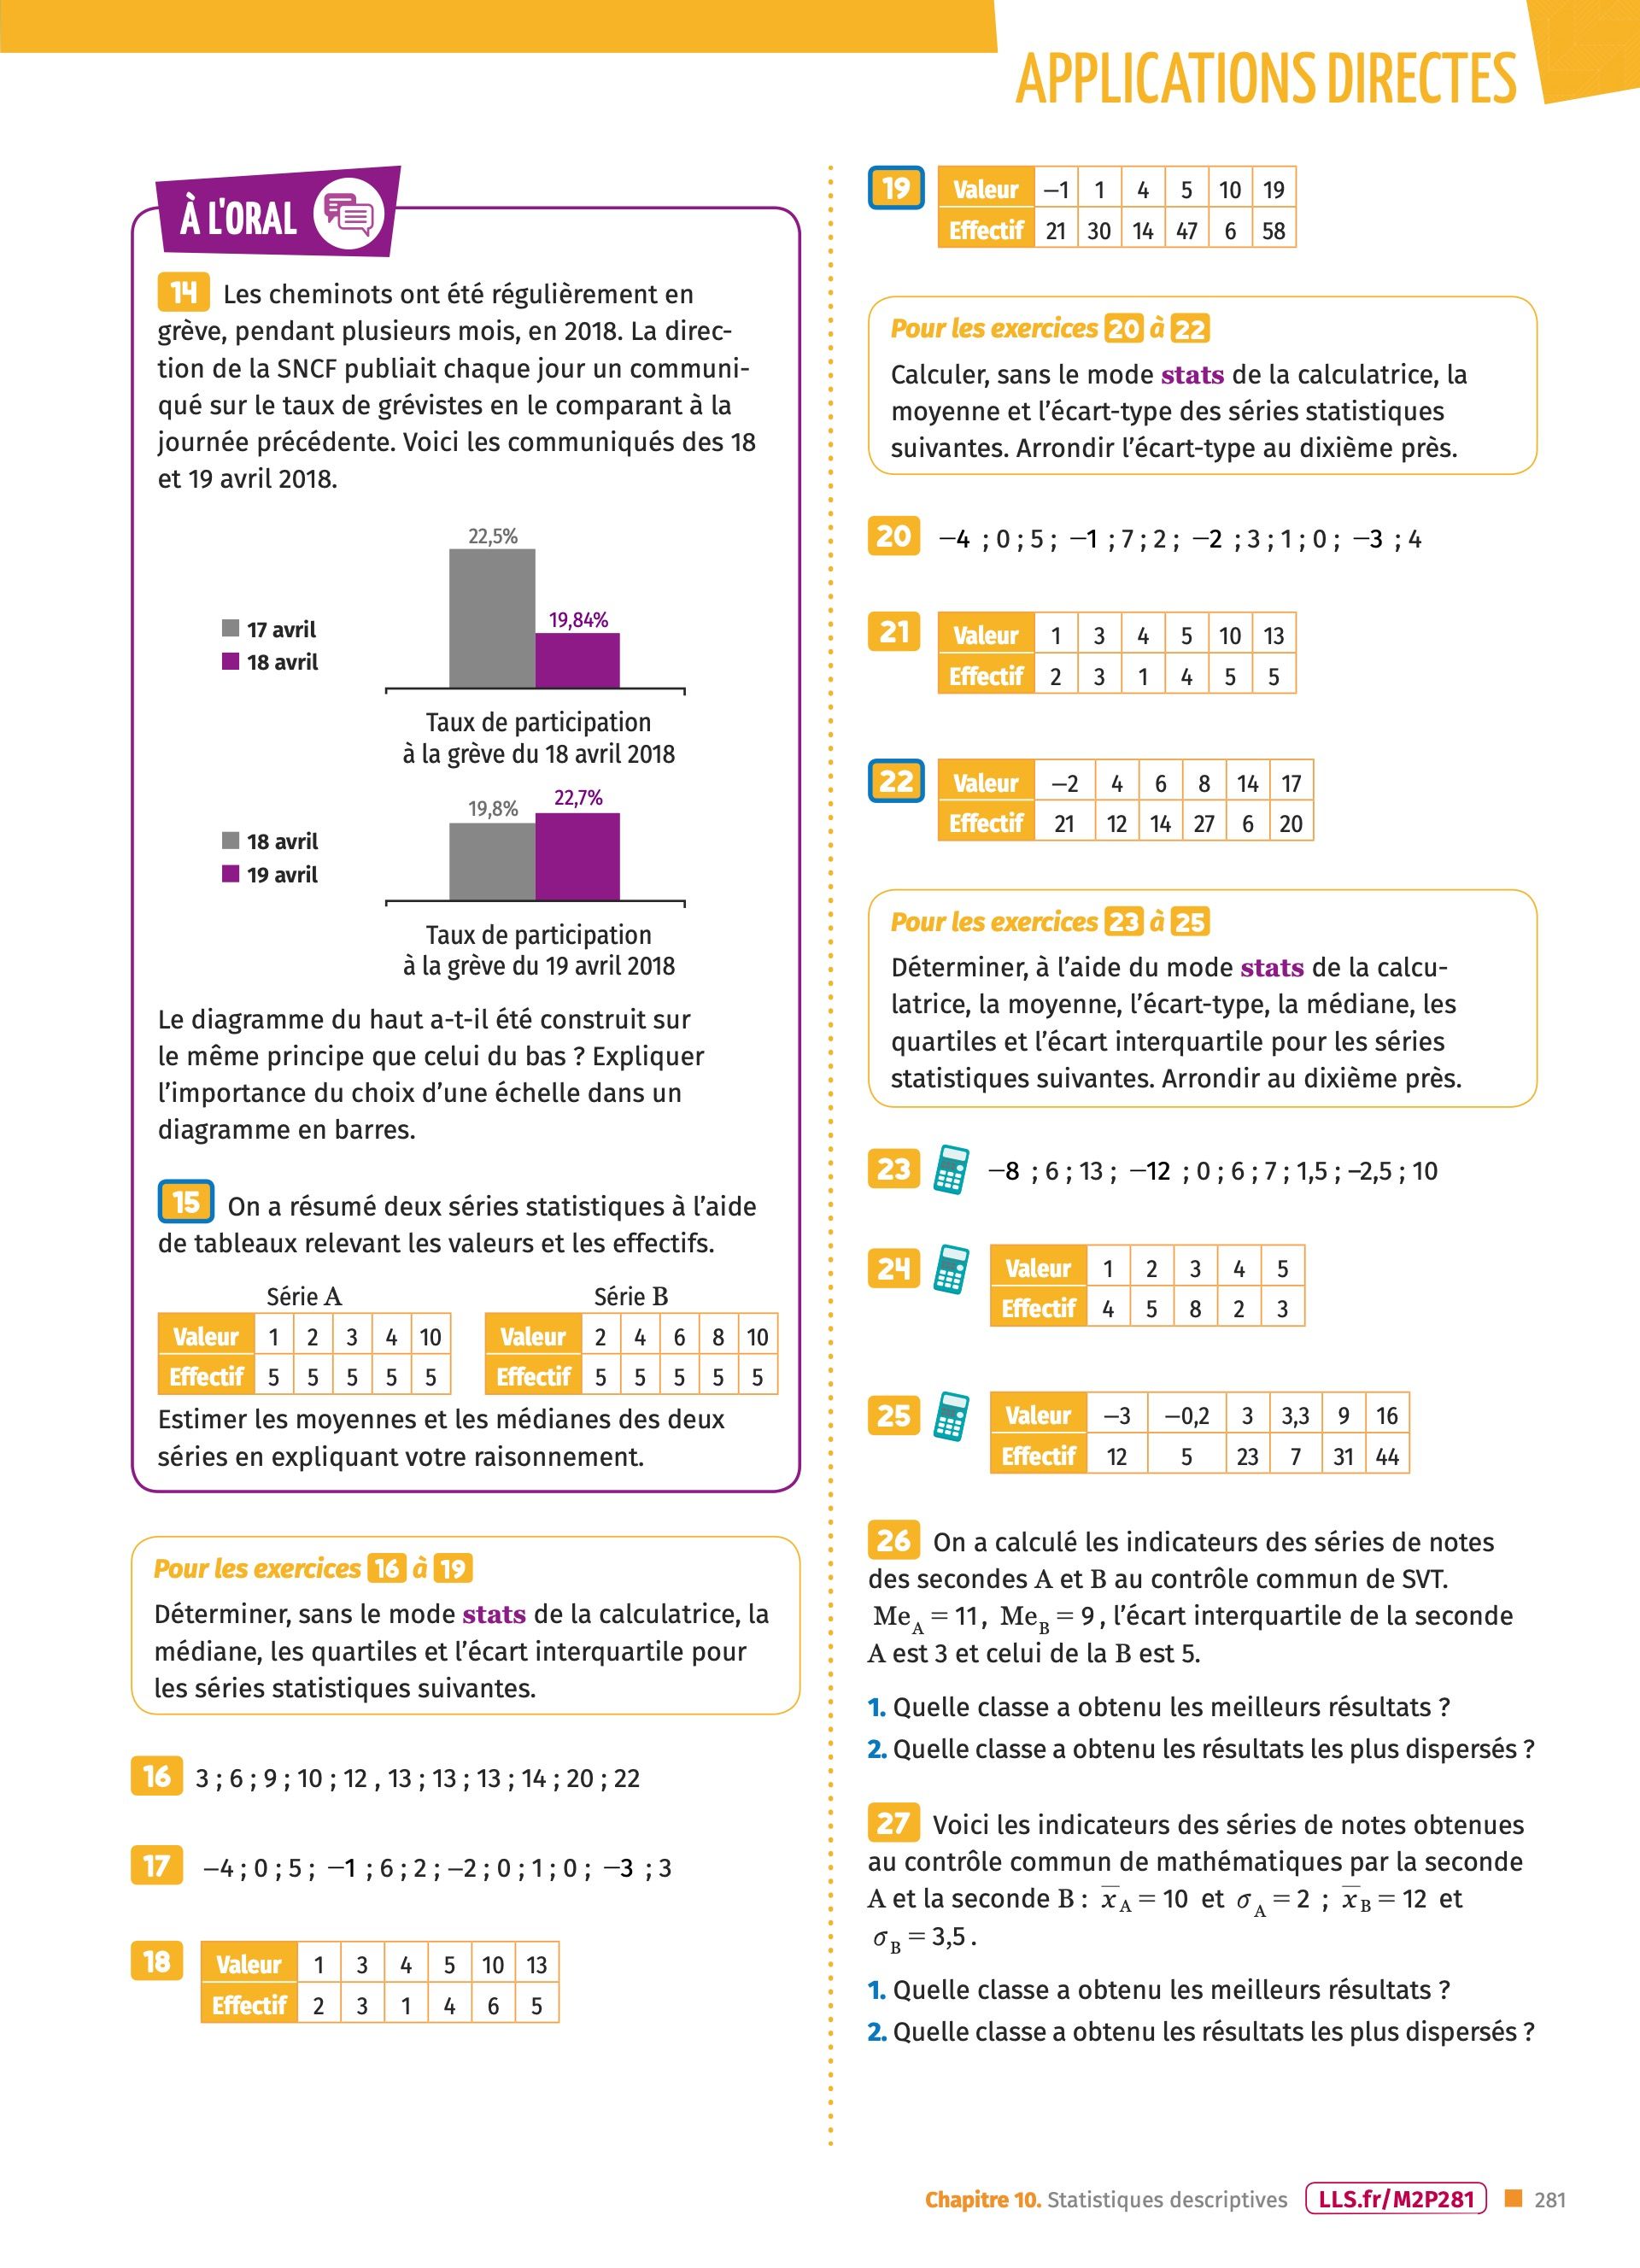 APPLICATIONS DIRECTES
À L'ORAL
14 Les cheminots ont été régulièrement en
grève, pendant plusieurs mois, en 2018. La direc-
tion de la SNCF publiait chaque jour un communi-
qué sur le taux de grévistes en le comparant à la
journée précédente. Voici les communiqués des 18
et 19 avril 2018.
22,5%
19,84%
17 avril
18 avril
Taux de participation
à la grève du 18 avril 2018
19,8%
22,7%
18 avril
19 avril
Taux de participation
à la grève du 19 avril 2018
Le diagramme du haut a-t-il été construit sur
le même principe que celui du bas ? Expliquer
l'importance du choix d'une échelle dans un
diagramme en barres.
15 On a résumé deux séries statistiques à l'aide
de tableaux relevant les valeurs et les effectifs.
Série A
Valeur 1 2 3 4 10
Effectif 5 5 5 5 5
Série B
Valeur 2 4 6 8 10
Effectif 5 5 5 5 5
Estimer les moyennes et les médianes des deux
séries en expliquant votre raisonnement.
Pour les exercices 16 à 19
Déterminer, sans le mode stats de la calculatrice, la
médiane, les quartiles et l'écart interquartile pour
les séries statistiques suivantes.
16 3 ; 6 ; 9 ; 10 ; 12 , 13 ; 13 ; 13 ; 14 ; 20 ; 22
17 –4 ; 0 ; 5 ; −1 ; 6 ; 2 ; –2 ; 0 ; 1 ; 0 ; −3 ; 3
18 Valeur 1 3 4 5 10 13
Effectif 2 3 1 4 6 5
19 Valeur –1 1 4 5 10 19
Effectif 21 30 14 47 6 58
Pour les exercices 20 à 22
Calculer, sans le mode stats de la calculatrice, la
moyenne et l'écart-type des séries statistiques
suivantes. Arrondir l'écart-type au dixième près.
20 −4 ; 0 ; 5 ; −1 ; 7 ; 2 ; −2 ; 3 ; 1 ; 0 ; −3 ; 4
21 Valeur 1 3 4 5 10 13
Effectif 2 3 1 4 5 5
22 Valeur –2 4 6 8 14 17
Effectif 21 12 14 27 6 20
Pour les exercices 23 à 25
Déterminer, à l'aide du mode stats de la calcu-
latrice, la moyenne, l'écart-type, la médiane, les
quartiles et l'écart interquartile pour les séries
statistiques suivantes. Arrondir au dixième près.
23 −8 ; 6 ; 13 ; −12 ; 0 ; 6 ; 7 ; 1,5 ; –2,5 ; 10
24 Valeur 1 2 3 4 5
Effectif 4 5 8 2 3
25 Valeur –3 –0,2 3 3,3 9 16
Effectif 12 5 23 7 31 44
26 On a calculé les indicateurs des séries de notes
des secondes A et B au contrôle commun de SVT.
Me_A = 11, Me_B = 9, l'écart interquartile de la seconde
A est 3 et celui de la B est 5.
1. Quelle classe a obtenu les meilleurs résultats ?
2. Quelle classe a obtenu les résultats les plus dispersés ?
27 Voici les indicateurs des séries de notes obtenues
au contrôle commun de mathématiques par la seconde
A et la seconde B : x̄_A = 10 et σ_A = 2 ; x̄_B = 12 et
σ_B = 3,5.
1. Quelle classe a obtenu les meilleurs résultats ?
2. Quelle classe a obtenu les résultats les plus dispersés ?
Chapitre 10. Statistiques descriptives LLS.fr/M2P281 281